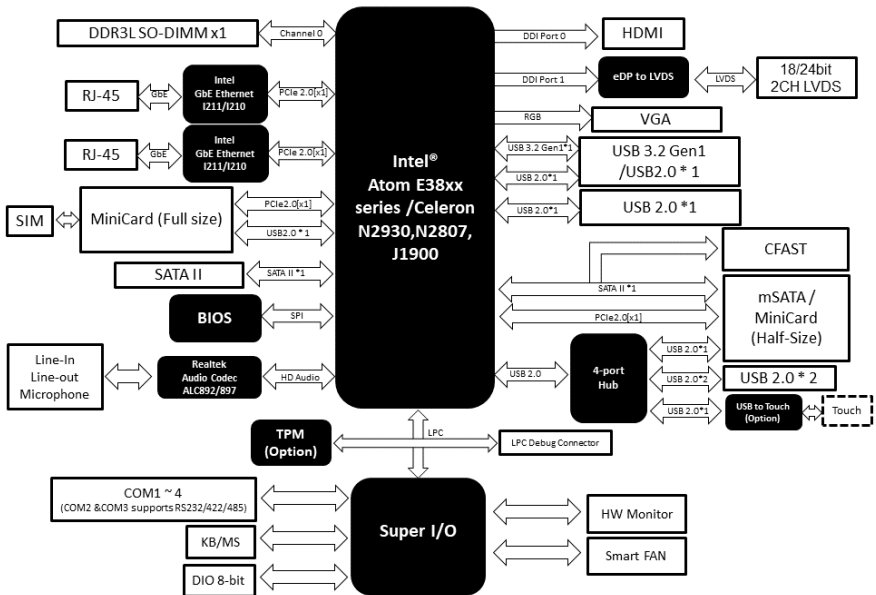 DDR3L SO-DIMM x1
Channel 0
RJ-45
GbE
Intel
GbE Ethernet
I211/I210
PCIe 2.0[x1]
RJ-45
GbE
Intel
GbE Ethernet
I211/I210
PCIe 2.0[x1]
SIM
MiniCard (Full size)
PCIe2.0[x1]
USB2.0 * 1
SATA II
SATA II *1
BIOS
SPI
Line-In
Line-out
Microphone
Realtek
Audio Codec
ALC892/897
HD Audio
Intel®
Atom E38xx
series /Celeron
N2930,N2807,
J1900
DDI Port 0
HDMI
DDI Port 1
eDP to LVDS
LVDS
18/24bit
2CH LVDS
RGB
VGA
USB 3.2 Gen1*1
USB 2.0*1
USB 3.2 Gen1
/USB2.0 * 1
USB 2.0*1
USB 2.0 *1
CFAST
SATA II *1
PCIe2.0[x1]
mSATA /
MiniCard
(Half-Size)
USB 2.0
4-port
Hub
USB 2.0*1
USB 2.0*2
USB 2.0 * 2
USB 2.0*1
USB to Touch
(Option)
Touch
TPM
(Option)
LPC
LPC Debug Connector
COM1 ~ 4
(COM2 &COM3 supports RS232/422/485)
KB/MS
DIO 8-bit
Super I/O
HW Monitor
Smart FAN